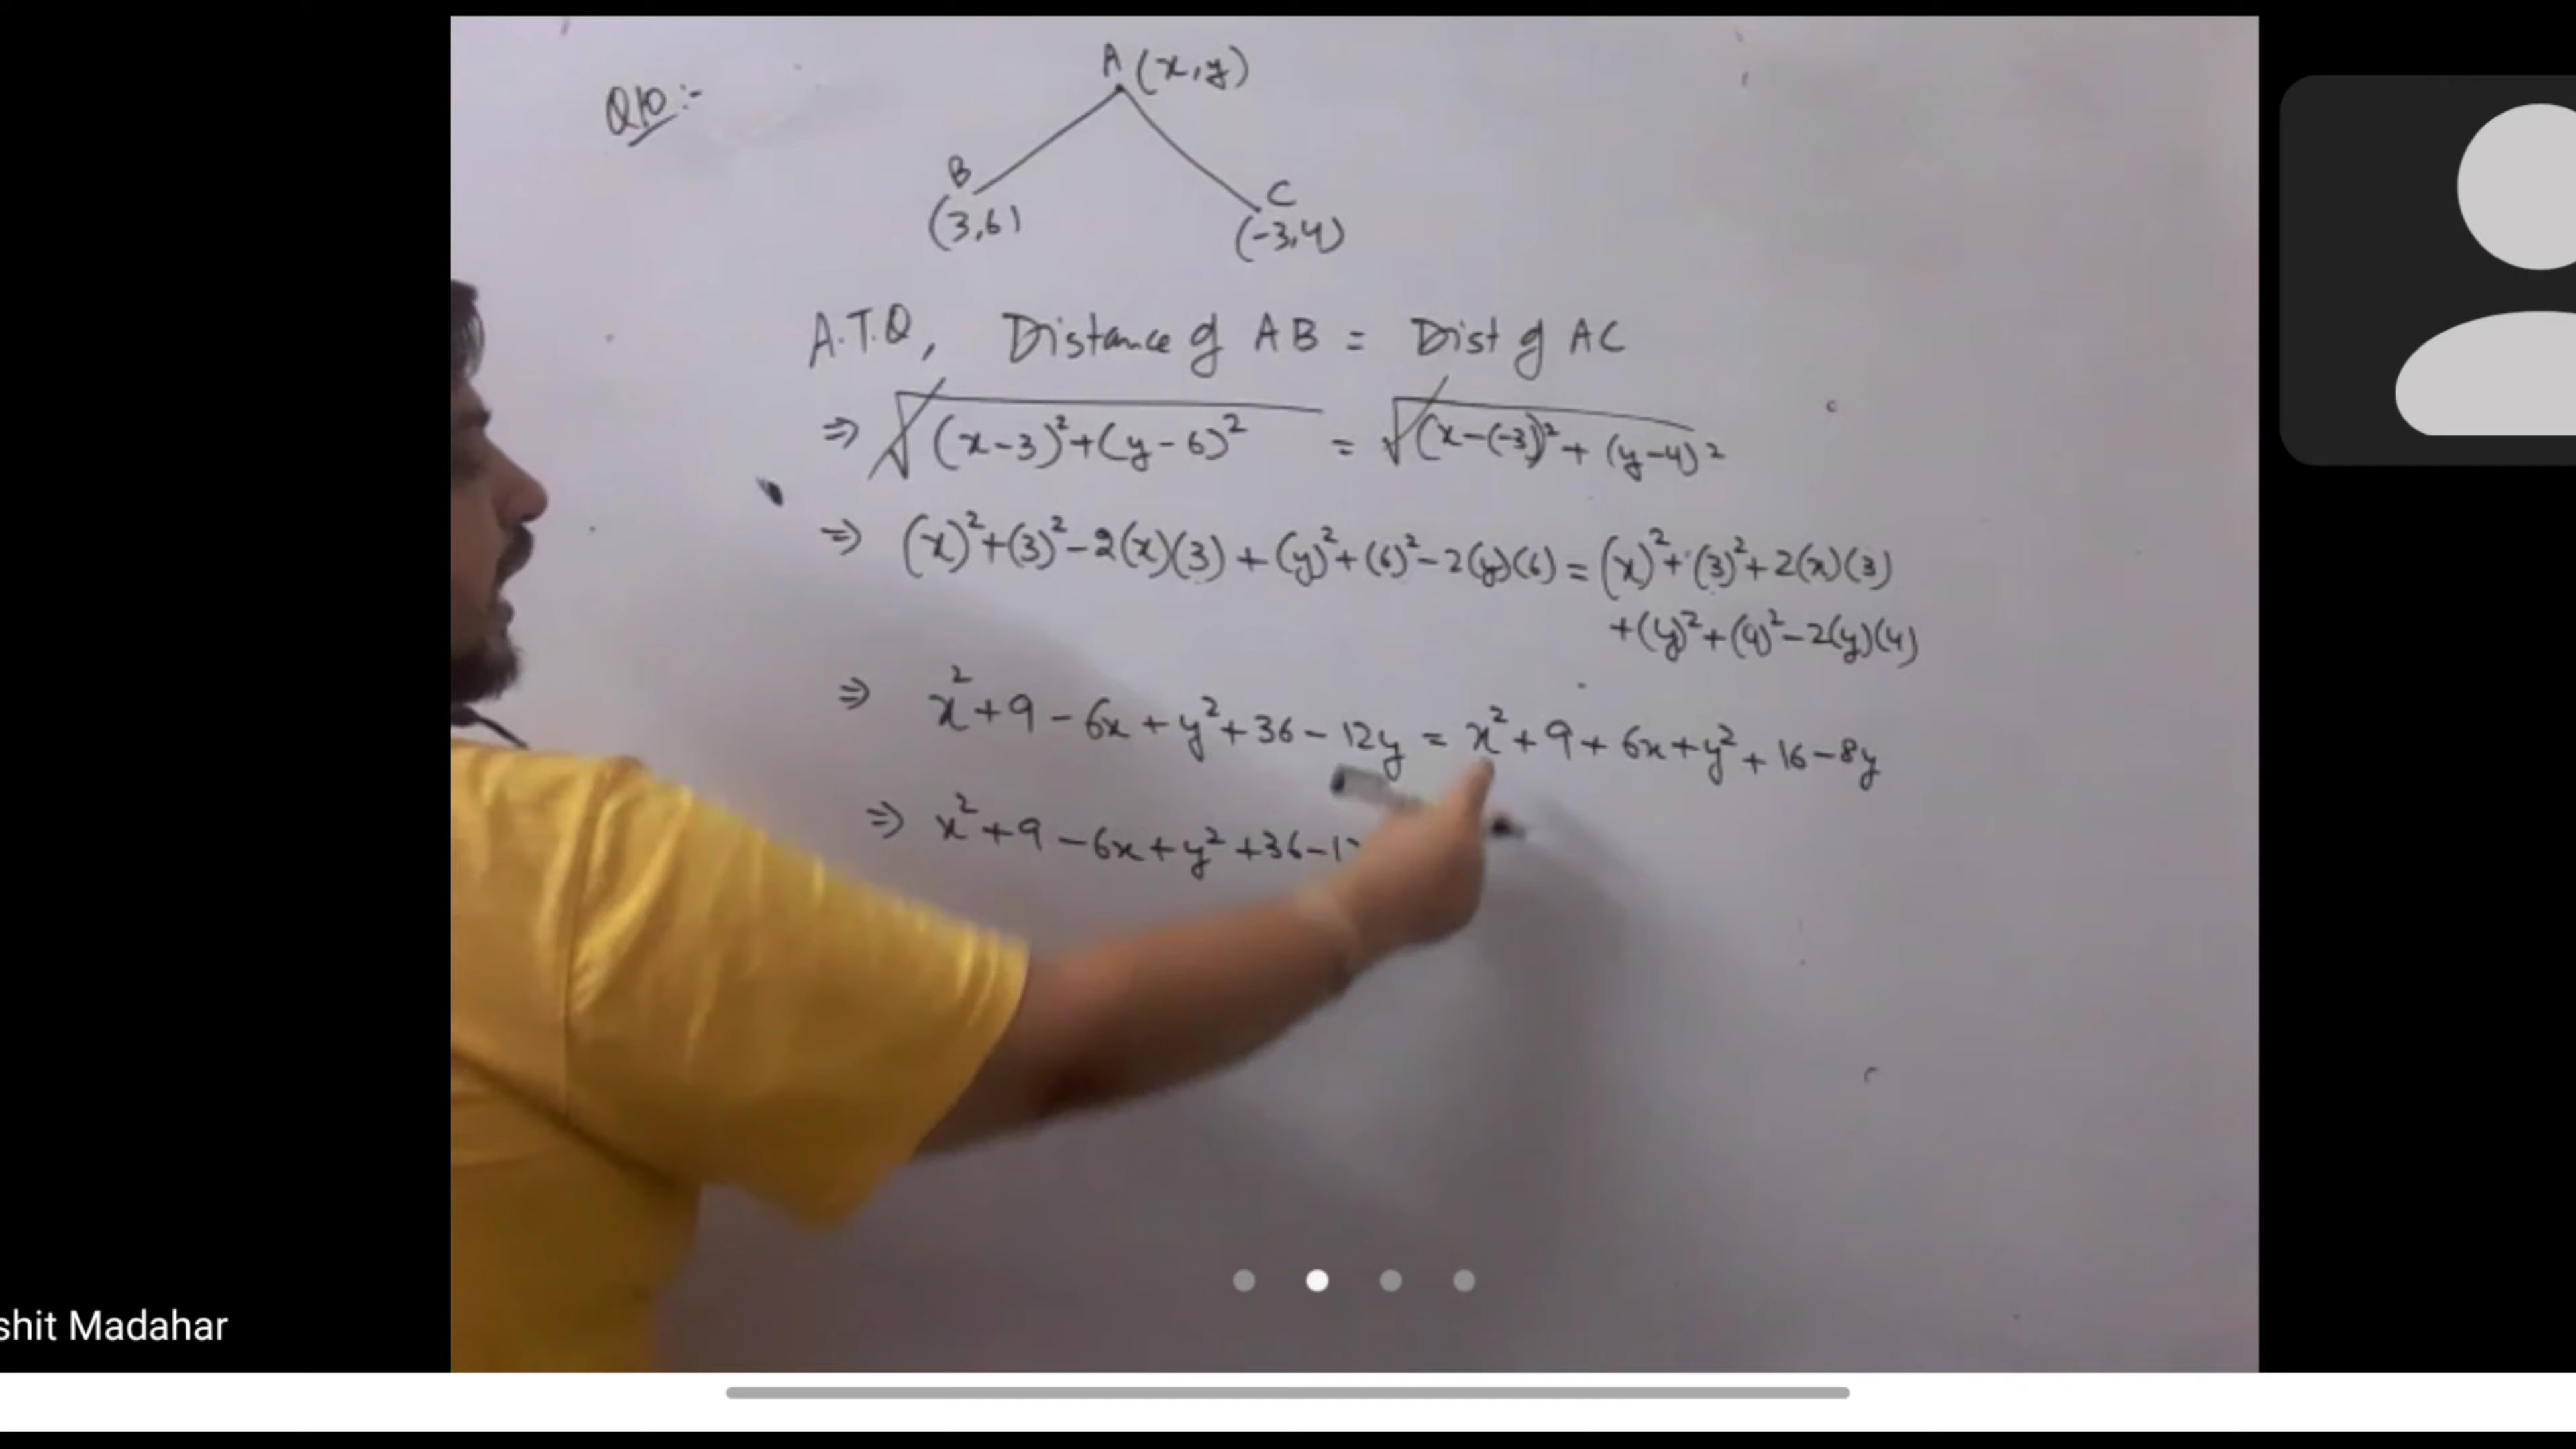 Q10:-
A (x,y)
B
(3,6)
C
(-3,4)
A.T.Q, Distance of AB = Dist of AC
⇒ √(x-3)²+(y-6)² = √(x-(-3))²+(y-4)²
⇒ (x)²+(3)²-2(x)(3)+(y)²+(6)²-2(y)(6)=(x)²+(3)²+2(x)(3)
+(y)²+(4)²-2(y)(4)
⇒ x²+9-6x+y²+36-12y = x²+9+6x+y²+16-8y
⇒ x²+9-6x+y²+36-12
shit Madahar